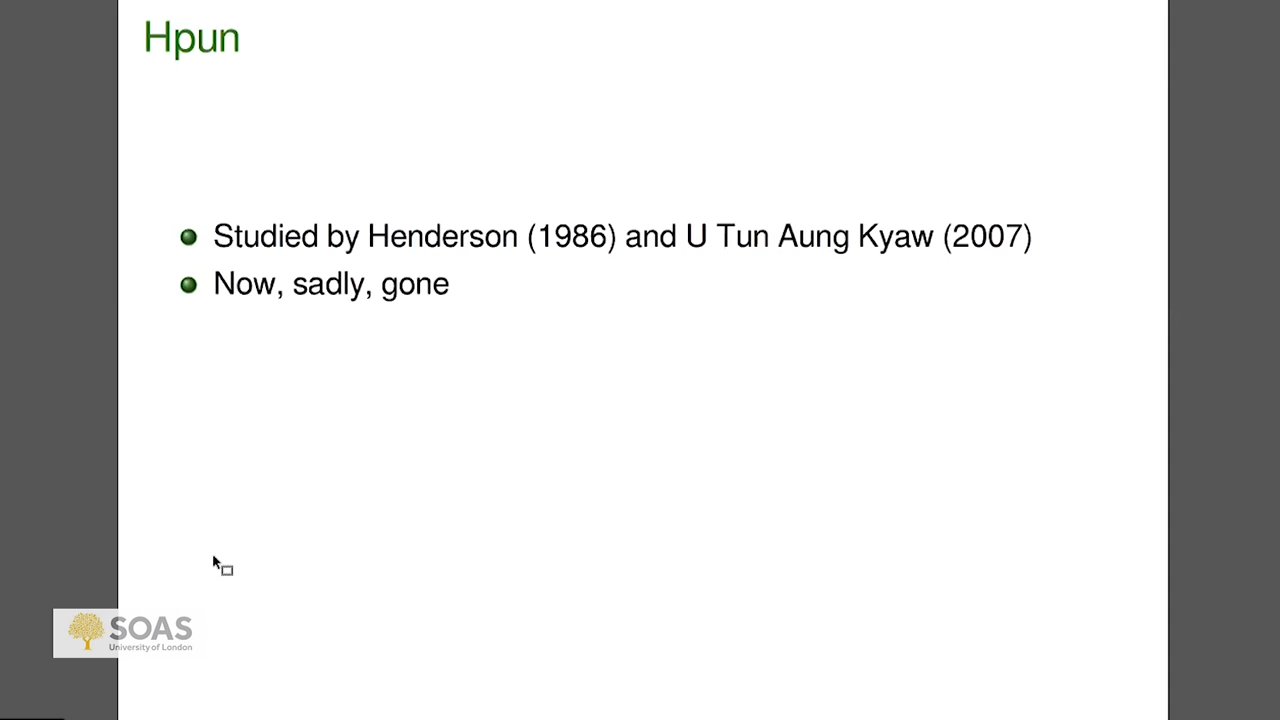 Hpun
Studied by Henderson (1986) and U Tun Aung Kyaw (2007)
Now, sadly, gone
SOAS
University of London